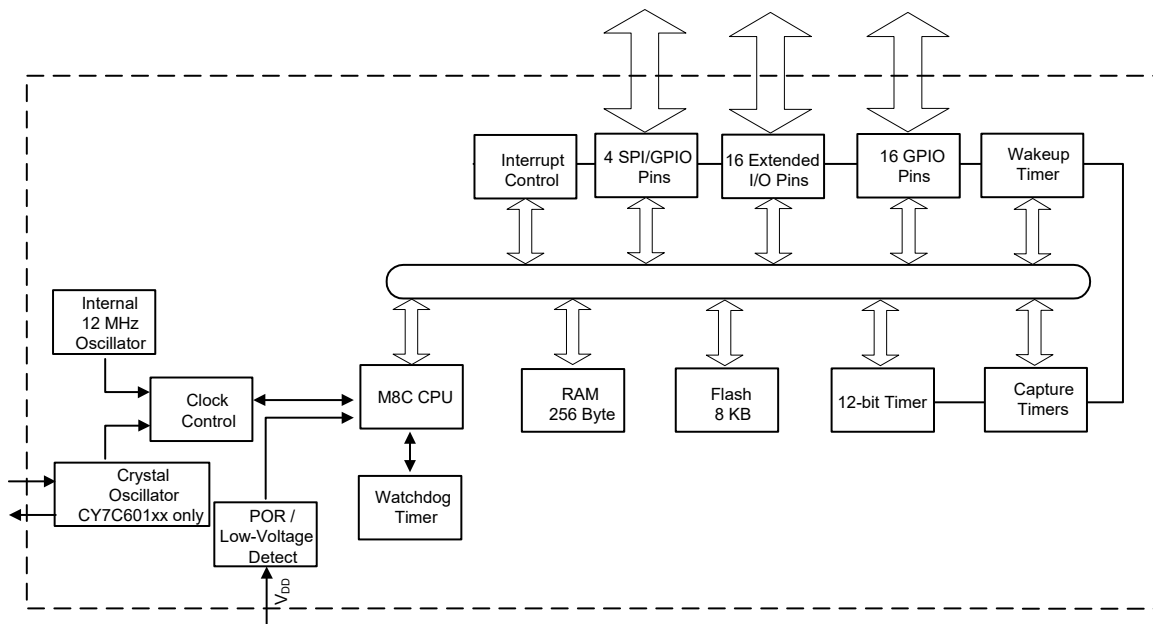 Interrupt
Control
4 SPI/GPIO
Pins
16 Extended
I/O Pins
16 GPIO
Pins
Wakeup
Timer
Internal
12 MHz
Oscillator
Clock
Control
M8C CPU
RAM
256 Byte
Flash
8 KB
12-bit Timer
Capture
Timers
Crystal
Oscillator
CY7C601xx only
POR /
Low-Voltage
Detect
Watchdog
Timer
VDD